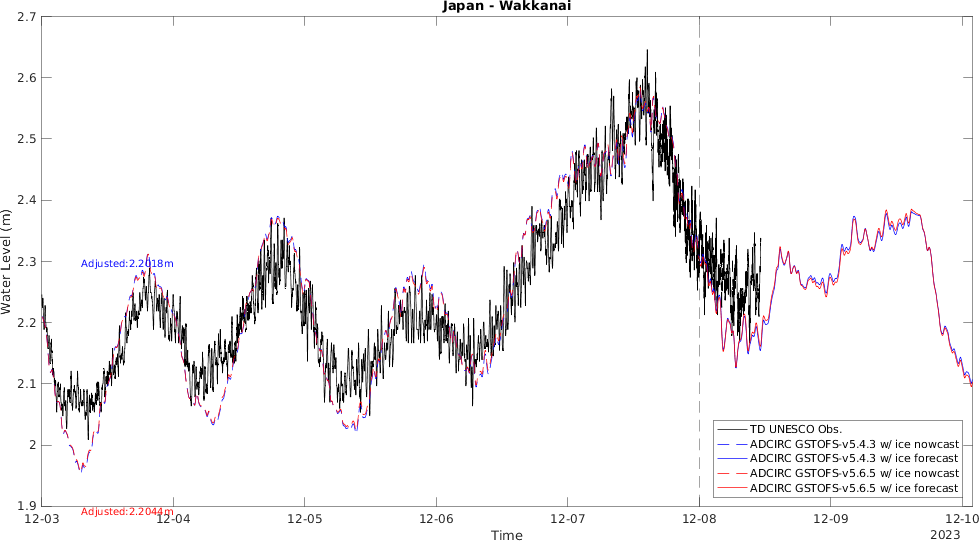 Japan - Wakkanai
2.7
2.6
2.5
2.4
2.3
2.2
2.1
2
1.9
Water Level (m)
Adjusted:2.2018m
Adjusted:2.2044m
TD UNESCO Obs.
ADCIRC GSTOFS-v5.4.3 w/ ice nowcast
ADCIRC GSTOFS-v5.4.3 w/ ice forecast
ADCIRC GSTOFS-v5.6.5 w/ ice nowcast
ADCIRC GSTOFS-v5.6.5 w/ ice forecast
12-03 12-04 12-05 12-06 12-07 12-08 12-09 12-10
Time
2023